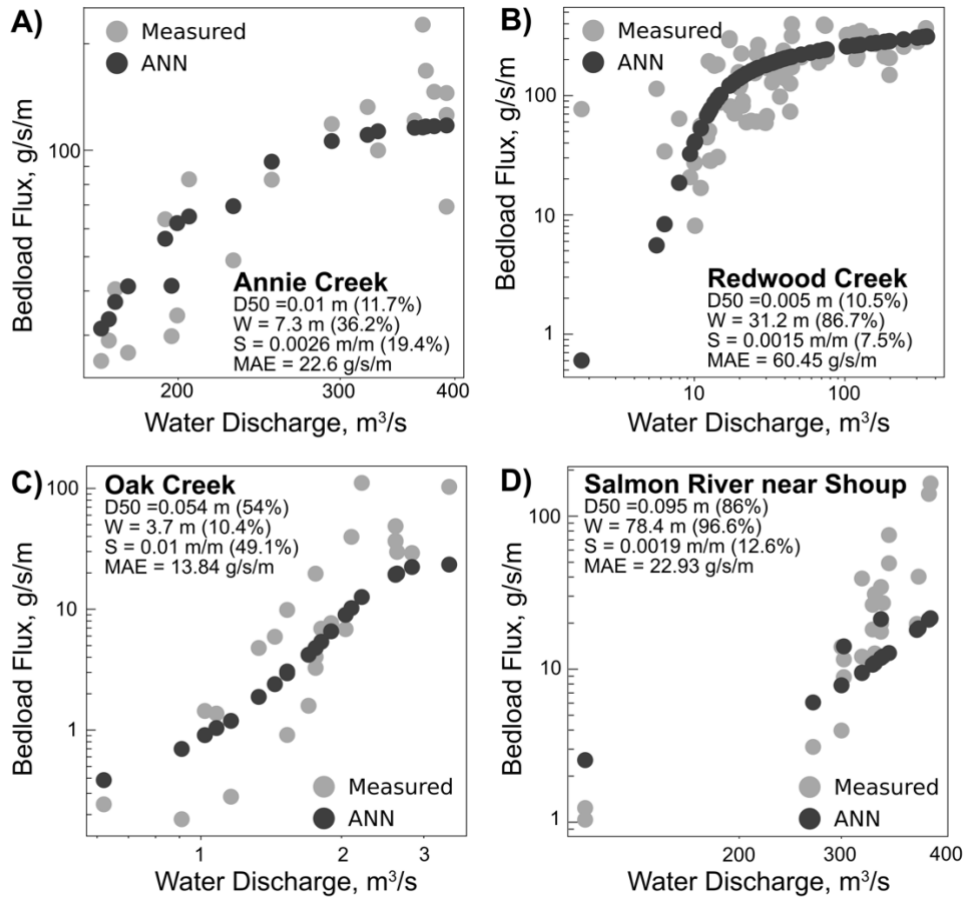 A)
Measured
ANN
100
Bedload Flux, g/s/m
Annie Creek
D50 =0.01 m (11.7%)
W = 7.3 m (36.2%)
S = 0.0026 m/m (19.4%)
MAE = 22.6 g/s/m
200
300
400
Water Discharge, m³/s
B)
Measured
ANN
100
10
1
Bedload Flux, g/s/m
Redwood Creek
D50 =0.005 m (10.5%)
W = 31.2 m (86.7%)
S = 0.0015 m/m (7.5%)
MAE = 60.45 g/s/m
10
100
Water Discharge, m³/s
C)
Oak Creek
D50 =0.054 m (54%)
W = 3.7 m (10.4%)
S = 0.01 m/m (49.1%)
MAE = 13.84 g/s/m
100
10
1
Bedload Flux, g/s/m
Measured
ANN
1
2
3
Water Discharge, m³/s
D)
Salmon River near Shoup
D50 =0.095 m (86%)
W = 78.4 m (96.6%)
S = 0.0019 m/m (12.6%)
MAE = 22.93 g/s/m
100
10
1
Bedload Flux, g/s/m
Measured
ANN
200
300
400
Water Discharge, m³/s